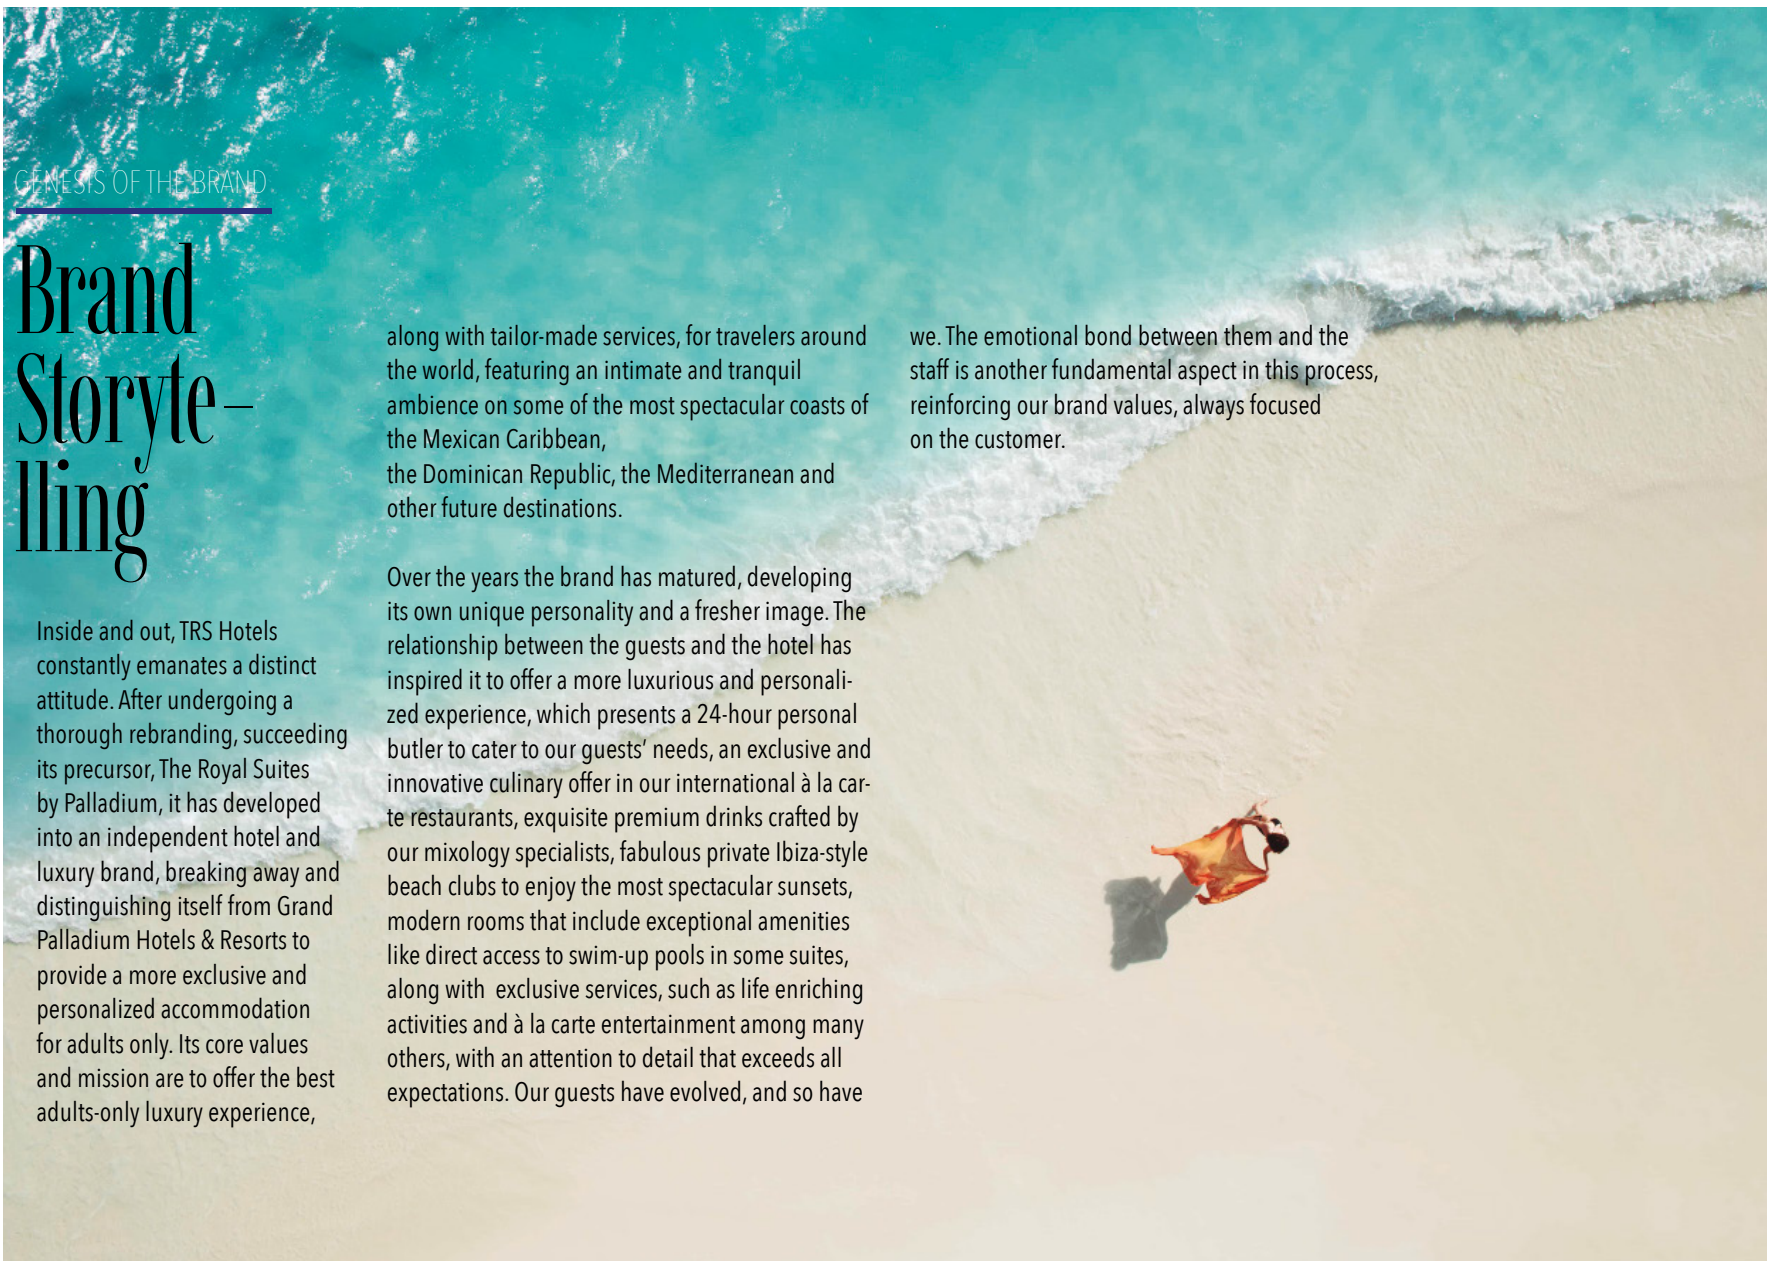 GENESIS OF THE BRAND
Brand
Storyte–
lling
Inside and out, TRS Hotels
constantly emanates a distinct
attitude. After undergoing a
thorough rebranding, succeeding
its precursor, The Royal Suites
by Palladium, it has developed
into an independent hotel and
luxury brand, breaking away and
distinguishing itself from Grand
Palladium Hotels & Resorts to
provide a more exclusive and
personalized accommodation
for adults only. Its core values
and mission are to offer the best
adults-only luxury experience,
along with tailor-made services, for travelers around
the world, featuring an intimate and tranquil
ambience on some of the most spectacular coasts of
the Mexican Caribbean,
the Dominican Republic, the Mediterranean and
other future destinations.
Over the years the brand has matured, developing
its own unique personality and a fresher image. The
relationship between the guests and the hotel has
inspired it to offer a more luxurious and personali-
zed experience, which presents a 24-hour personal
butler to cater to our guests’ needs, an exclusive and
innovative culinary offer in our international à la car-
te restaurants, exquisite premium drinks crafted by
our mixology specialists, fabulous private Ibiza-style
beach clubs to enjoy the most spectacular sunsets,
modern rooms that include exceptional amenities
like direct access to swim-up pools in some suites,
along with  exclusive services, such as life enriching
activities and à la carte entertainment among many
others, with an attention to detail that exceeds all
expectations. Our guests have evolved, and so have
we. The emotional bond between them and the
staff is another fundamental aspect in this process,
reinforcing our brand values, always focused
on the customer.